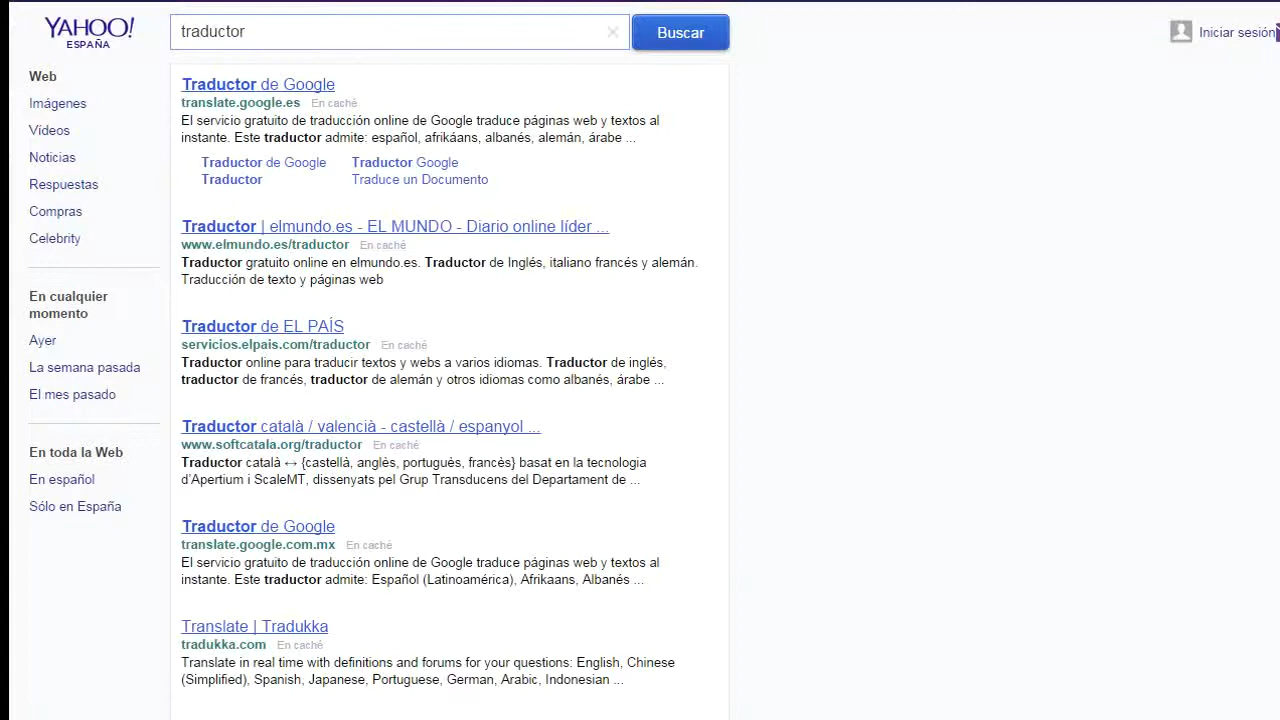 YAHOO!
ESPAÑA
traductor
Buscar
Iniciar sesión
Web
Imágenes
Vídeos
Noticias
Respuestas
Compras
Celebrity
En cualquier
momento
Ayer
La semana pasada
El mes pasado
En toda la Web
En español
Sólo en España
Traductor de Google
translate.google.es En caché
El servicio gratuito de traducción online de Google traduce páginas web y textos al
instante. Este traductor admite: español, afrikáans, albanés, alemán, árabe ...
Traductor de Google Traductor Google
Traductor Traduce un Documento
Traductor | elmundo.es - EL MUNDO - Diario online líder ...
www.elmundo.es/traductor En caché
Traductor gratuito online en elmundo.es. Traductor de Inglés, italiano francés y alemán.
Traducción de texto y páginas web
Traductor de EL PAÍS
servicios.elpais.com/traductor En caché
Traductor online para traducir textos y webs a varios idiomas. Traductor de inglés,
traductor de francés, traductor de alemán y otros idiomas como albanés, árabe ...
Traductor català / valencià - castellà / espanyol ...
www.softcatala.org/traductor En caché
Traductor català ↔ {castellà, anglès, portuguès, francès} basat en la tecnologia
d'Apertium i ScaleMT, dissenyats pel Grup Transducens del Departament de ...
Traductor de Google
translate.google.com.mx En caché
El servicio gratuito de traducción online de Google traduce páginas web y textos al
instante. Este traductor admite: Español (Latinoamérica), Afrikaans, Albanés ...
Translate | Tradukka
tradukka.com En caché
Translate in real time with definitions and forums for your questions: English, Chinese
(Simplified), Spanish, Japanese, Portuguese, German, Arabic, Indonesian ...